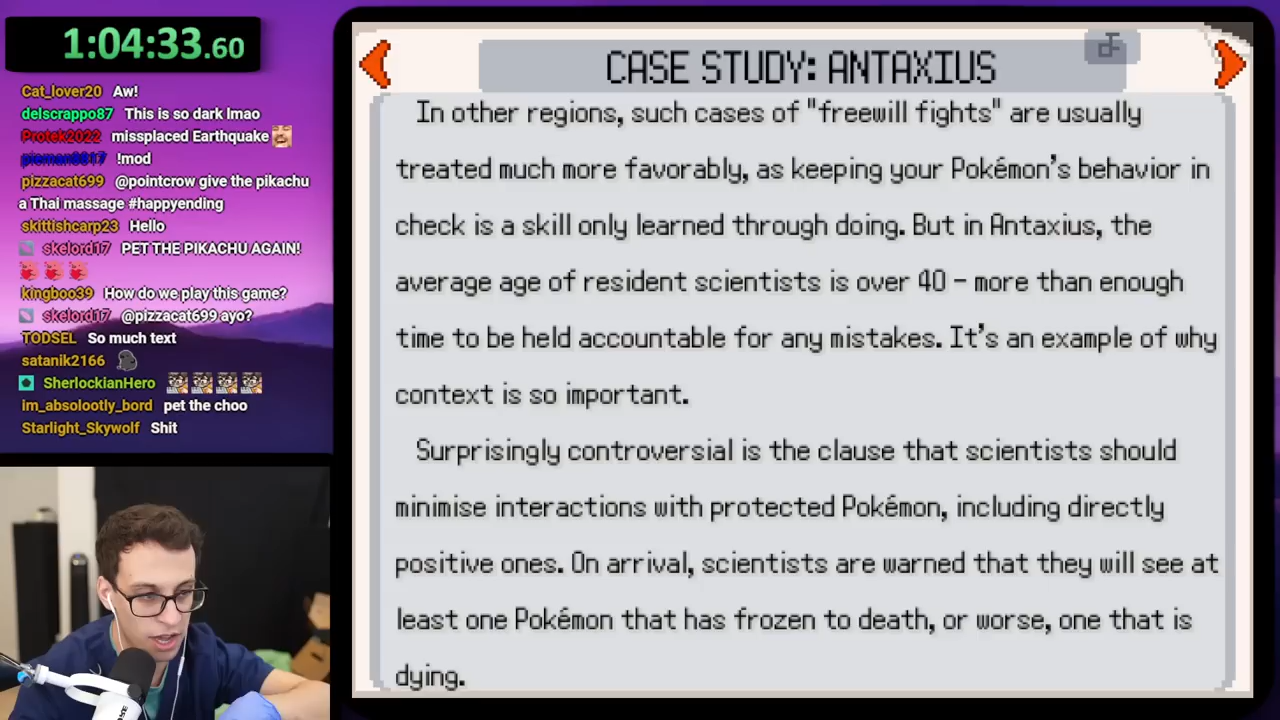 1:04:33.60
Cat_lover20 Aw!
delscrappo87 This is so dark lmao
Protek2022 missplaced Earthquake
!mod
pizzacat699 @pointcrow give the pikachu
a Thai massage #happyending
skittishcarp23 Hello
skelord17 PET THE PIKACHU AGAIN!
kingboo39 How do we play this game?
skelord17 @pizzacat699 ayo?
TODSEL So much text
satanik2166
SherlockianHero
im_absolootly_bord pet the choo
Starlight_Skywolf Shit
CASE STUDY: ANTAXIUS
In other regions, such cases of "freewill fights" are usually
treated much more favorably, as keeping your Pokémon's behavior in
check is a skill only learned through doing. But in Antaxius, the
average age of resident scientists is over 40 - more than enough
time to be held accountable for any mistakes. It's an example of why
context is so important.
Surprisingly controversial is the clause that scientists should
minimise interactions with protected Pokémon, including directly
positive ones. On arrival, scientists are warned that they will see at
least one Pokémon that has frozen to death, or worse, one that is
dying.